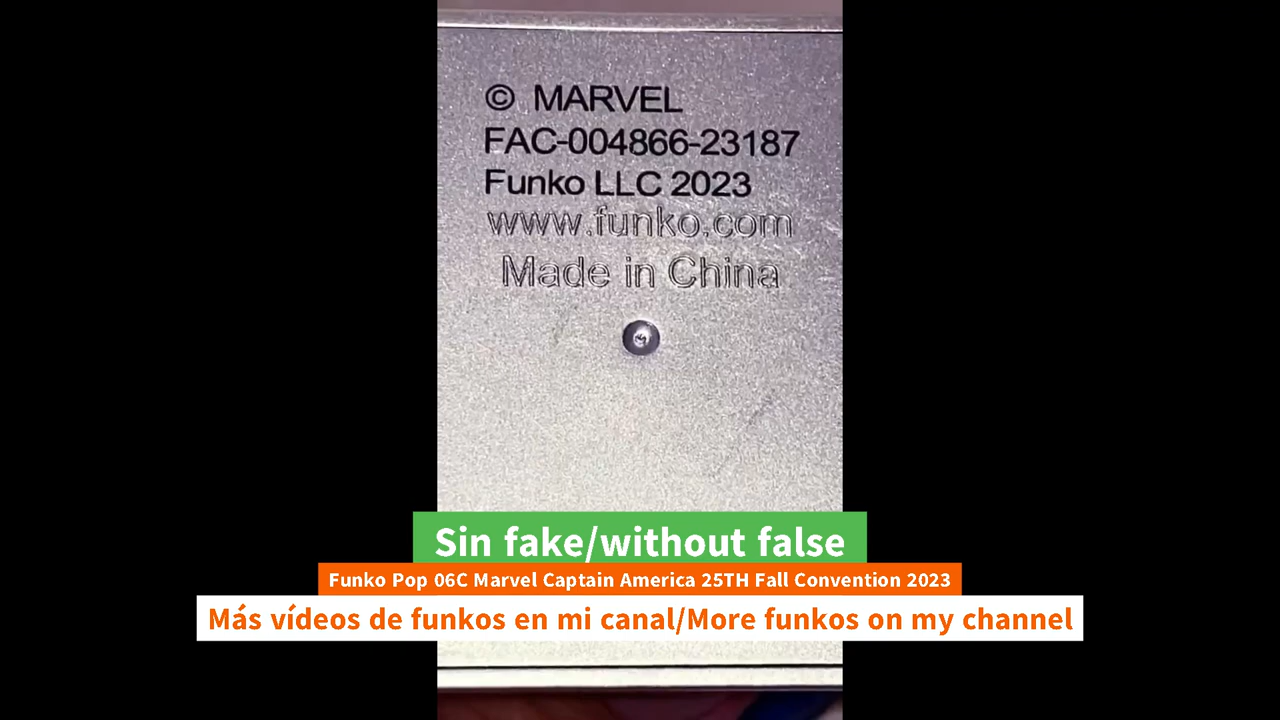 © MARVEL
FAC-004866-23187
Funko LLC 2023
www.funko.com
Made in China
Sin fake/without false
Funko Pop 06C Marvel Captain America 25TH Fall Convention 2023
Más vídeos de funkos en mi canal/More funkos on my channel